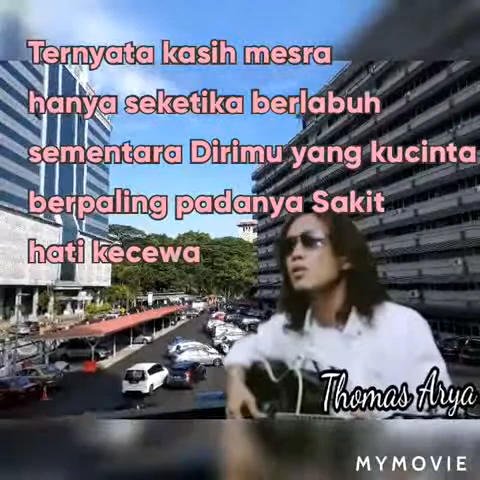 Ternyata kasih mesra
hanya seketika berlabuh
sementara Dirimu yang kucinta
berpaling padanya Sakit
hati kecewa
Thomas Arya
MYMOVIE